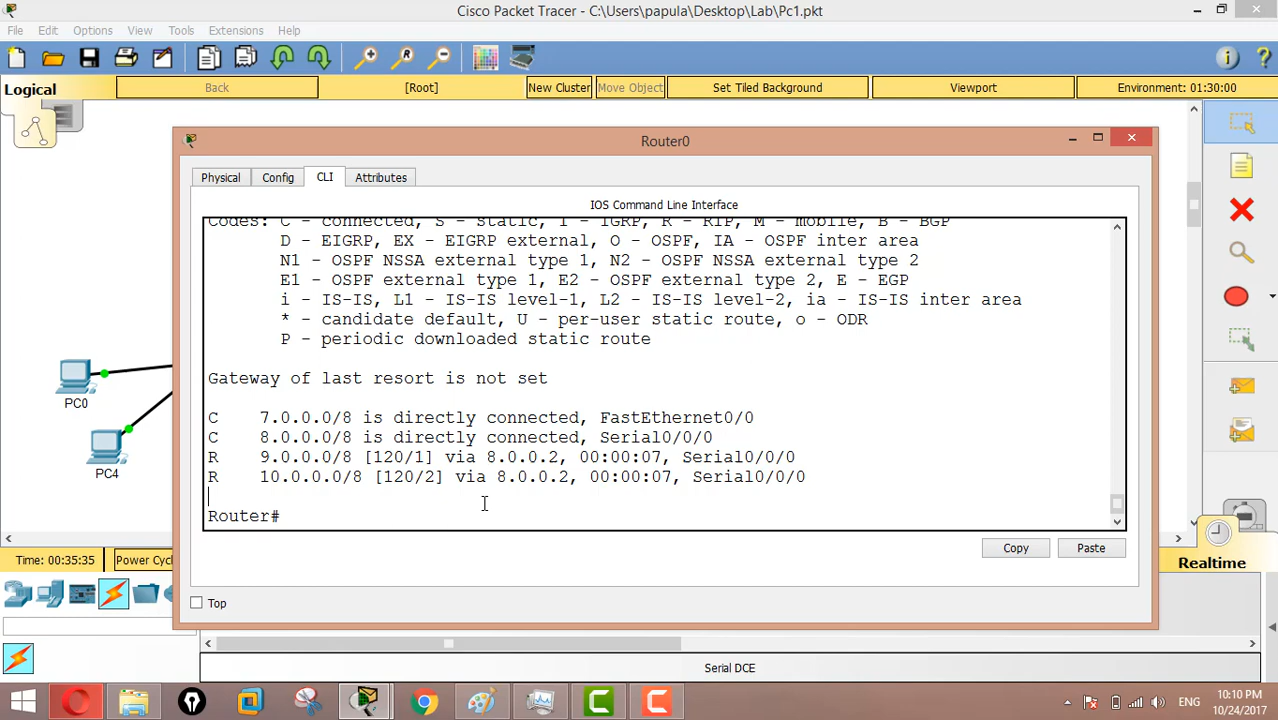 Cisco Packet Tracer - C:\Users\papula\Desktop\Lab\Pc1.pkt
File Edit Options View Tools Extensions Help
Logical
Back
[Root]
New Cluster
Move Object
Set Tiled Background
Viewport
Environment: 01:30:00
Router0
Physical
Config
CLI
Attributes
IOS Command Line Interface
Codes: C - connected, S - static, I - IGRP, R - RIP, M - mobile, B - BGP
D - EIGRP, EX - EIGRP external, O - OSPF, IA - OSPF inter area
N1 - OSPF NSSA external type 1, N2 - OSPF NSSA external type 2
E1 - OSPF external type 1, E2 - OSPF external type 2, E - EGP
i - IS-IS, L1 - IS-IS level-1, L2 - IS-IS level-2, ia - IS-IS inter area
* - candidate default, U - per-user static route, o - ODR
P - periodic downloaded static route
Gateway of last resort is not set
C 7.0.0.0/8 is directly connected, FastEthernet0/0
C 8.0.0.0/8 is directly connected, Serial0/0/0
R 9.0.0.0/8 [120/1] via 8.0.0.2, 00:00:07, Serial0/0/0
R 10.0.0.0/8 [120/2] via 8.0.0.2, 00:00:07, Serial0/0/0
Router#
PC0
PC4
Copy
Paste
Top
Time: 00:35:35
Power Cyc
Realtime
Serial DCE
ENG
10:10 PM
10/24/2017